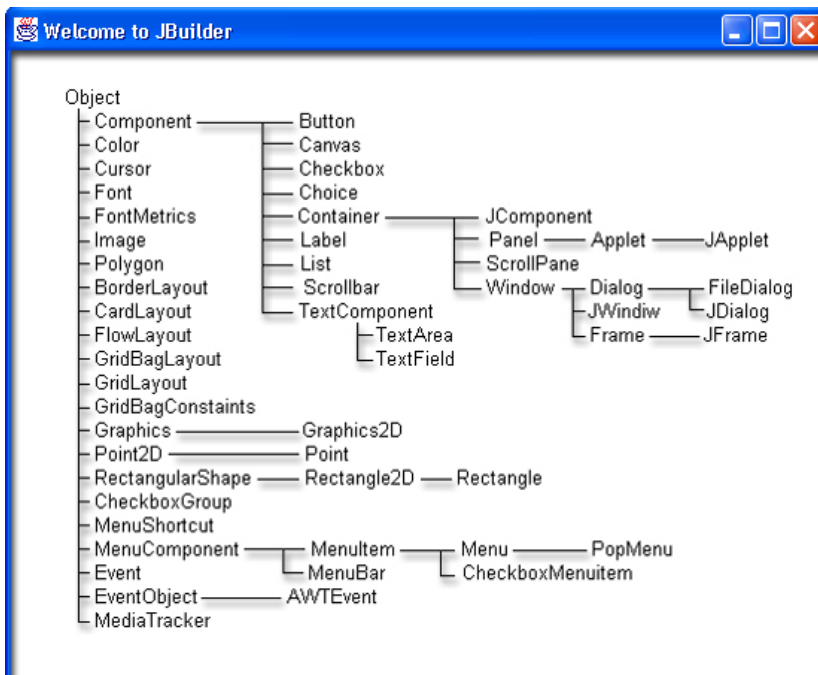 Welcome to JBuilder
Object
Component Button
Color Canvas
Cursor Checkbox
Font Choice
FontMetrics Container JComponent
Image Label Panel Applet JApplet
Polygon List ScrollPane
BorderLayout Scrollbar Window Dialog FileDialog
CardLayout TextComponent JWindiw JDialog
FlowLayout TextArea Frame JFrame
GridBagLayout TextField
GridLayout
GridBagConstaints
Graphics Graphics2D
Point2D Point
RectangularShape Rectangle2D Rectangle
CheckboxGroup
MenuShortcut
MenuComponent MenuItem Menu PopMenu
Event MenuBar CheckboxMenuitem
EventObject AWTEvent
MediaTracker